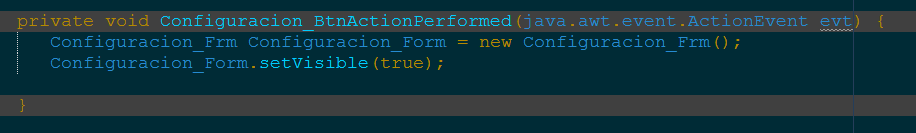 private void Configuracion_BtnActionPerformed(java.awt.event.ActionEvent evt) {
Configuracion_Frm Configuracion_Form = new Configuracion_Frm();
Configuracion_Form.setVisible(true);
}